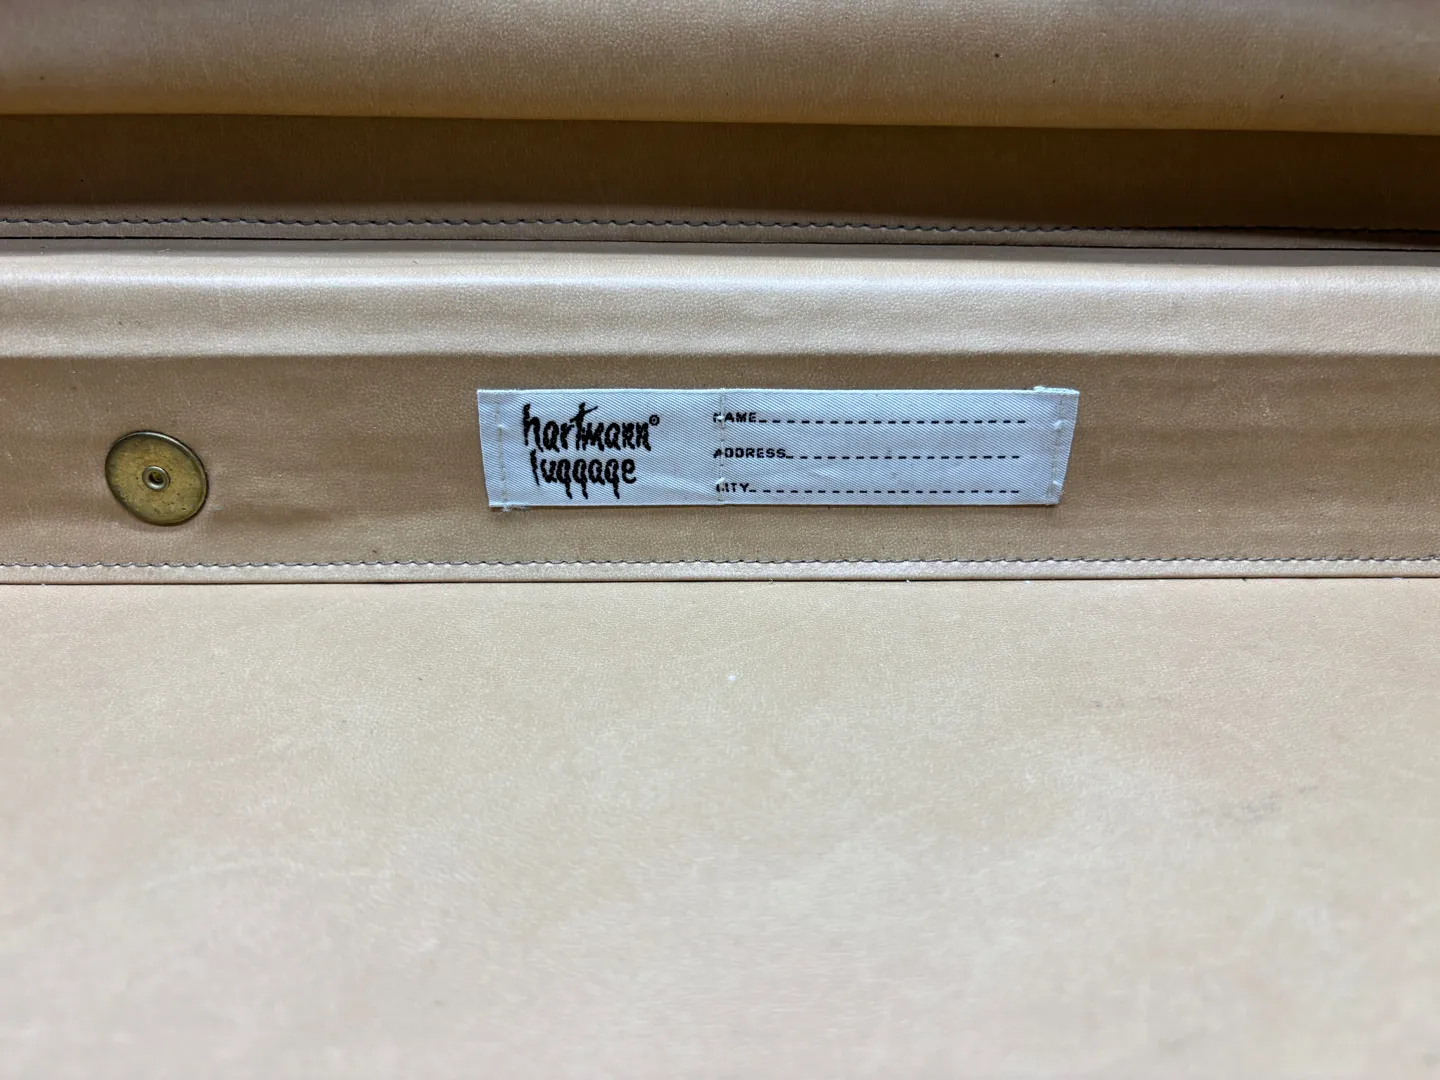 hartmann®
luggage
NAME
ADDRESS
CITY